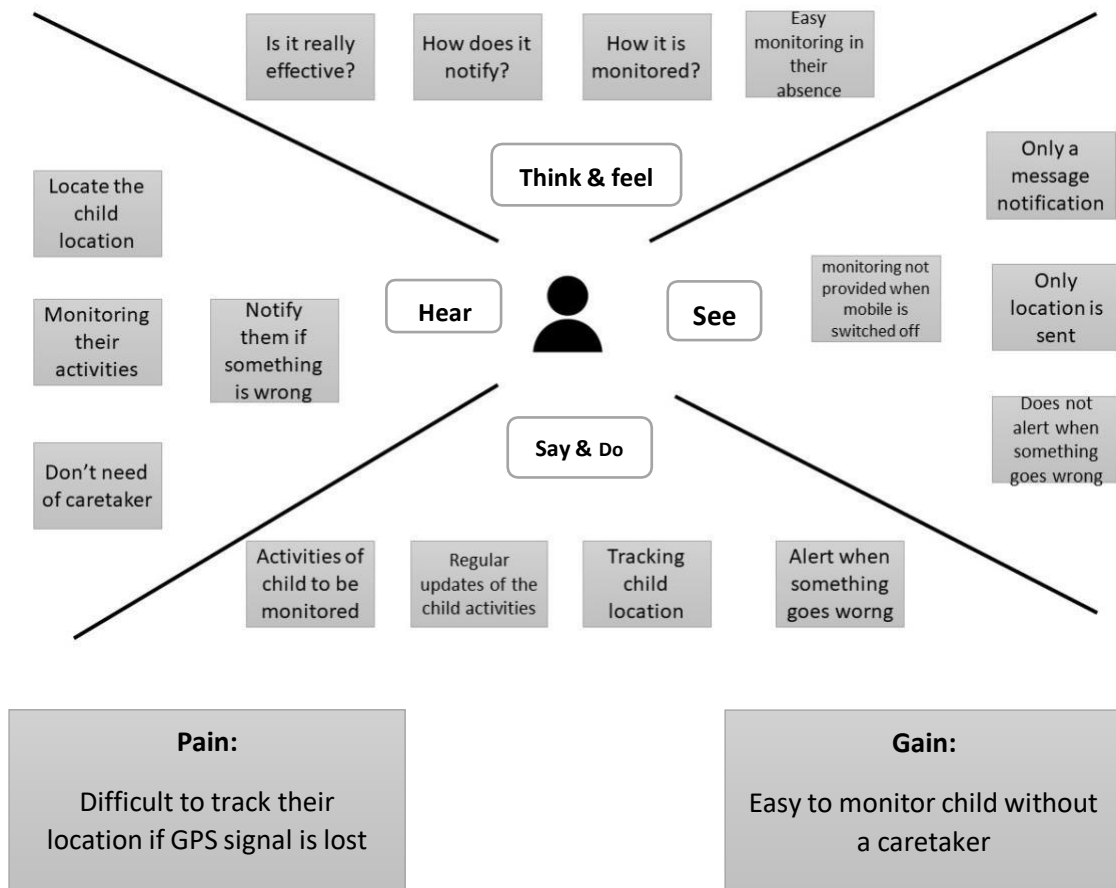 Is it really
effective?
How does it
notify?
How it is
monitored?
Easy
monitoring in
their
absence
Think & feel
Locate the
child
location
Monitoring
their
activities
Notify
them if
something
is wrong
Don’t need
of caretaker
Hear
See
Only a
message
notification
monitoring not
provided when
mobile is
switched off
Only
location is
sent
Does not
alert when
something
goes wrong
Say & Do
Activities of
child to be
monitored
Regular
updates of the
child activities
Tracking
child
location
Alert when
something
goes worng
Pain:
Difficult to track their
location if GPS signal is lost
Gain:
Easy to monitor child without
a caretaker